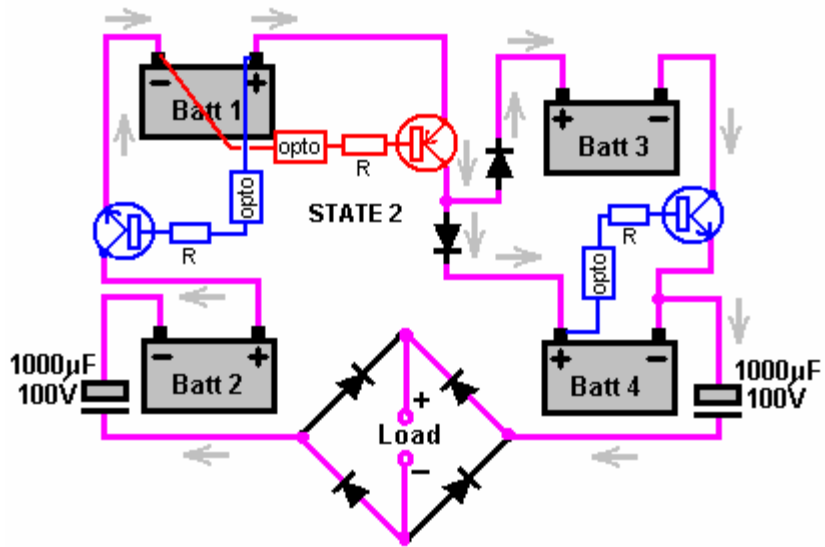 − +
Batt 1
opto
R
+ −
Batt 3
opto
R
STATE 2
R
opto
− +
Batt 2
1000µF
100V
+
Load
−
+ −
Batt 4
1000µF
100V